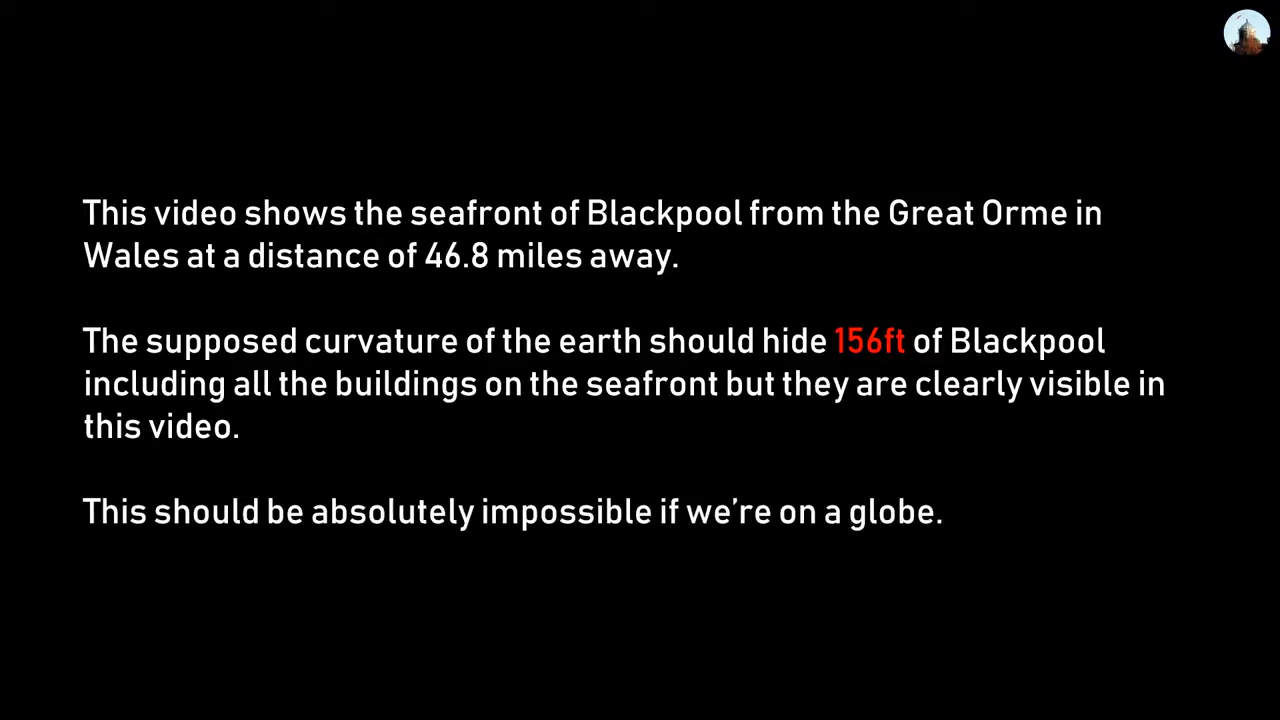 This video shows the seafront of Blackpool from the Great Orme in
Wales at a distance of 46.8 miles away.
The supposed curvature of the earth should hide 156ft of Blackpool
including all the buildings on the seafront but they are clearly visible in
this video.
This should be absolutely impossible if we’re on a globe.